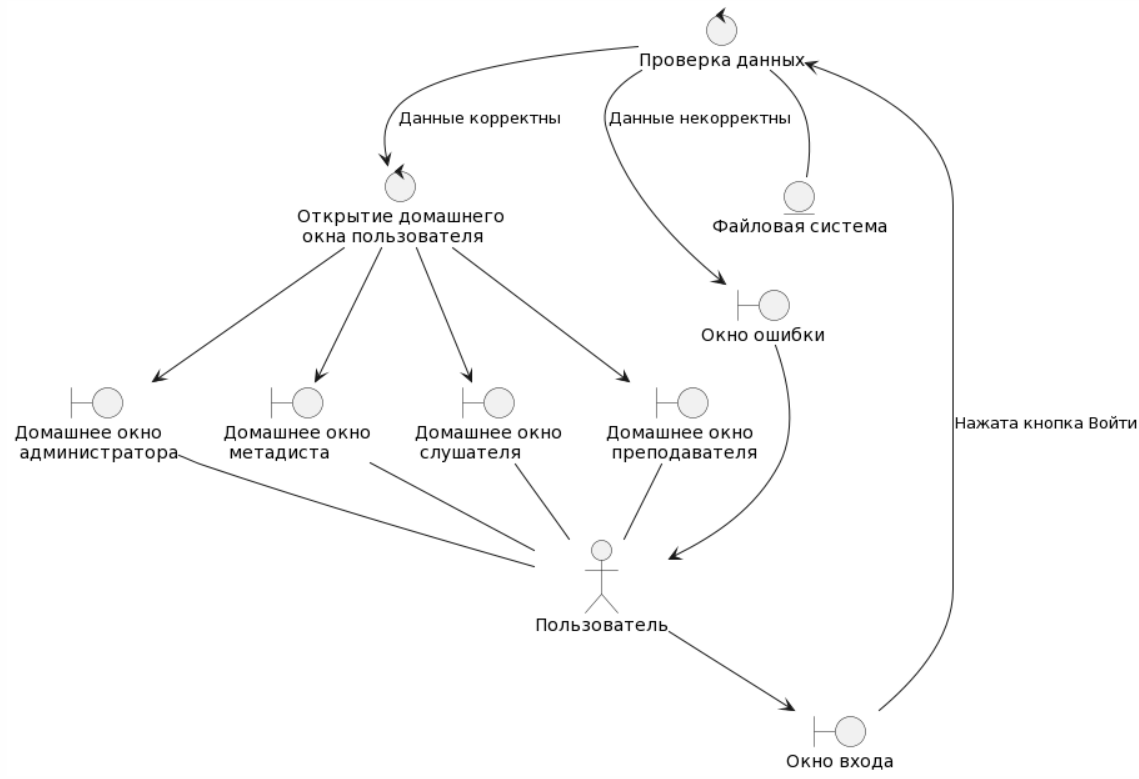 Проверка данных
Данные корректны
Данные некорректны
Открытие домашнего
окна пользователя
Файловая система
Окно ошибки
Домашнее окно
администратора
Домашнее окно
метадиста
Домашнее окно
слушателя
Домашнее окно
преподавателя
Нажата кнопка Войти
Пользователь
Окно входа